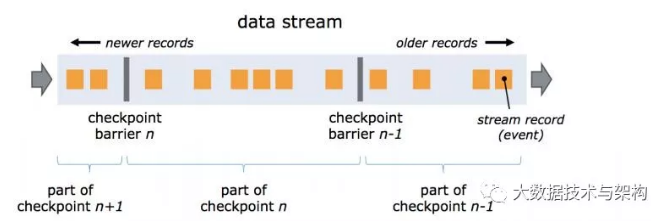 data stream
newer records
older records
checkpoint
barrier n
checkpoint
barrier n-1
stream record
(event)
part of
checkpoint n+1
part of
checkpoint n
part of
checkpoint n-1
大数据技术与架构